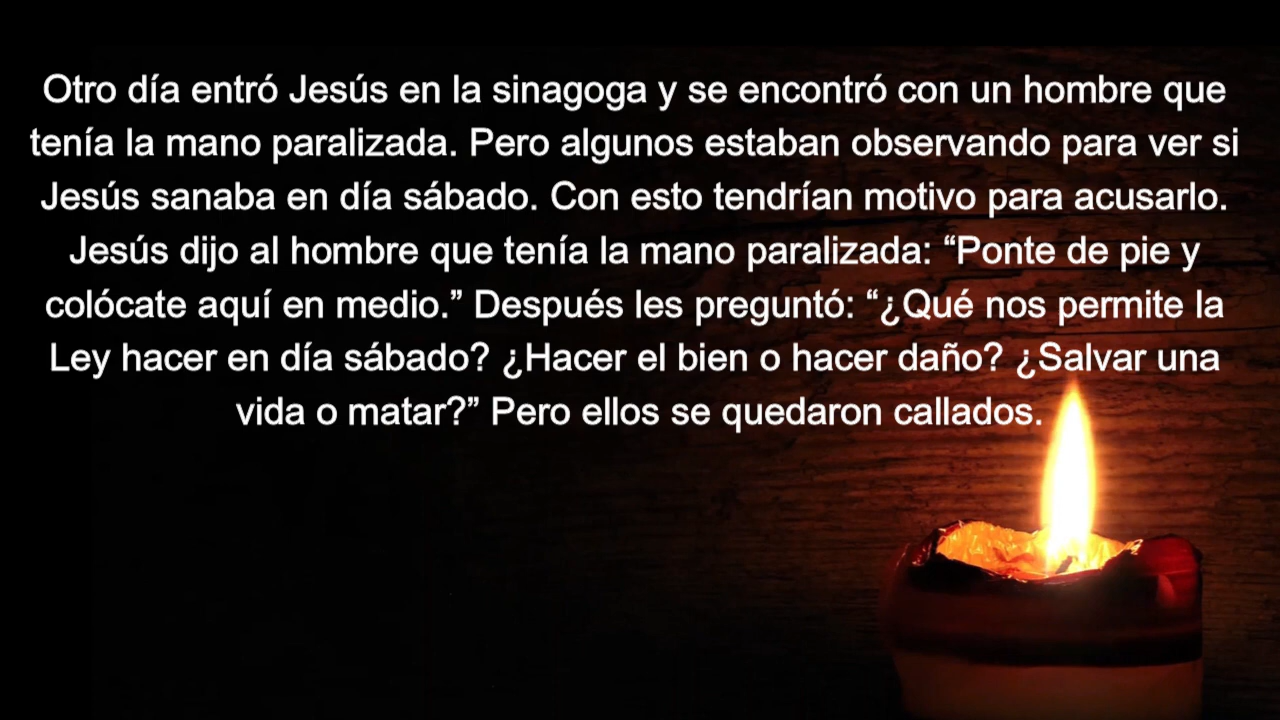 Otro día entró Jesús en la sinagoga y se encontró con un hombre que
tenía la mano paralizada. Pero algunos estaban observando para ver si
Jesús sanaba en día sábado. Con esto tendrían motivo para acusarlo.
Jesús dijo al hombre que tenía la mano paralizada: “Ponte de pie y
colócate aquí en medio.” Después les preguntó: “¿Qué nos permite la
Ley hacer en día sábado? ¿Hacer el bien o hacer daño? ¿Salvar una
vida o matar?” Pero ellos se quedaron callados.